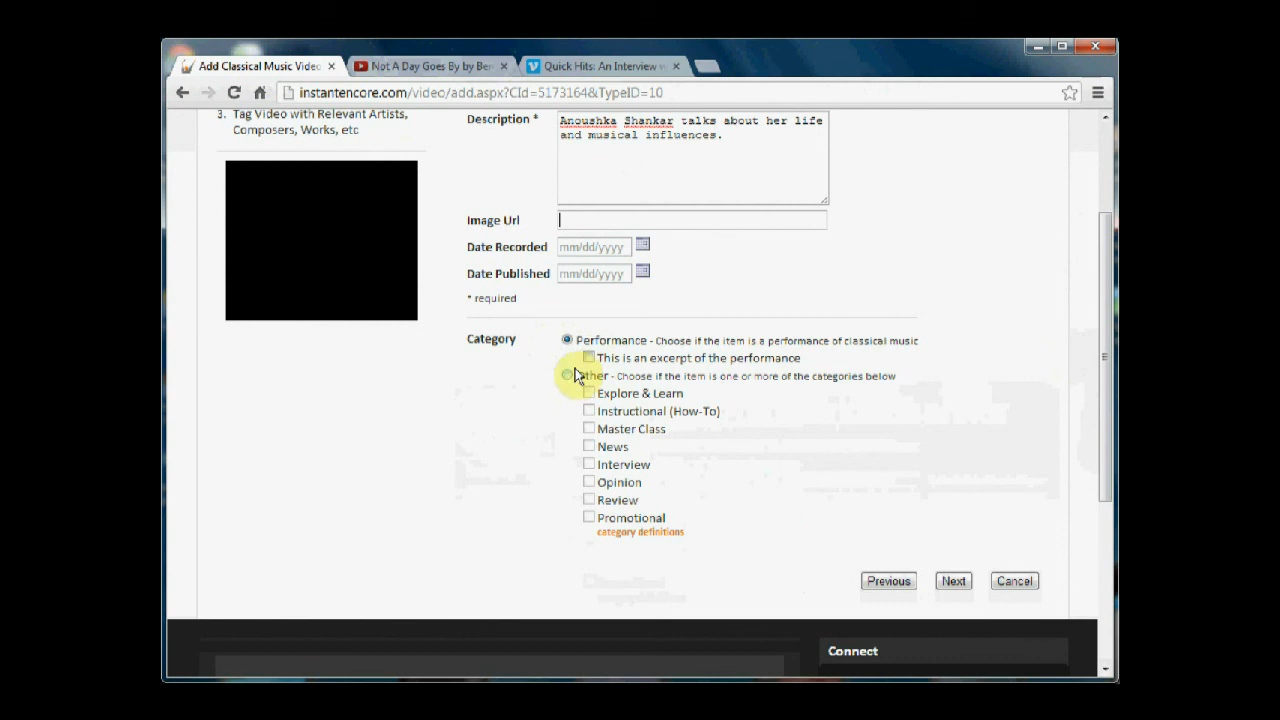 Add Classical Music Video
Not A Day Goes By by Ber
Quick Hits: An Interview w
instantencore.com/video/add.aspx?CId=5173164&TypeID=10
3. Tag Video with Relevant Artists,
Composers, Works, etc
Description *
Anoushka Shankar talks about her life
and musical influences.
Image Url
Date Recorded
mm/dd/yyyy
Date Published
mm/dd/yyyy
* required
Category
Performance - Choose if the item is a performance of classical music
This is an excerpt of the performance
ther - Choose if the item is one or more of the categories below
Explore & Learn
Instructional (How-To)
Master Class
News
Interview
Opinion
Review
Promotional
category definitions
Previous
Next
Cancel
Connect